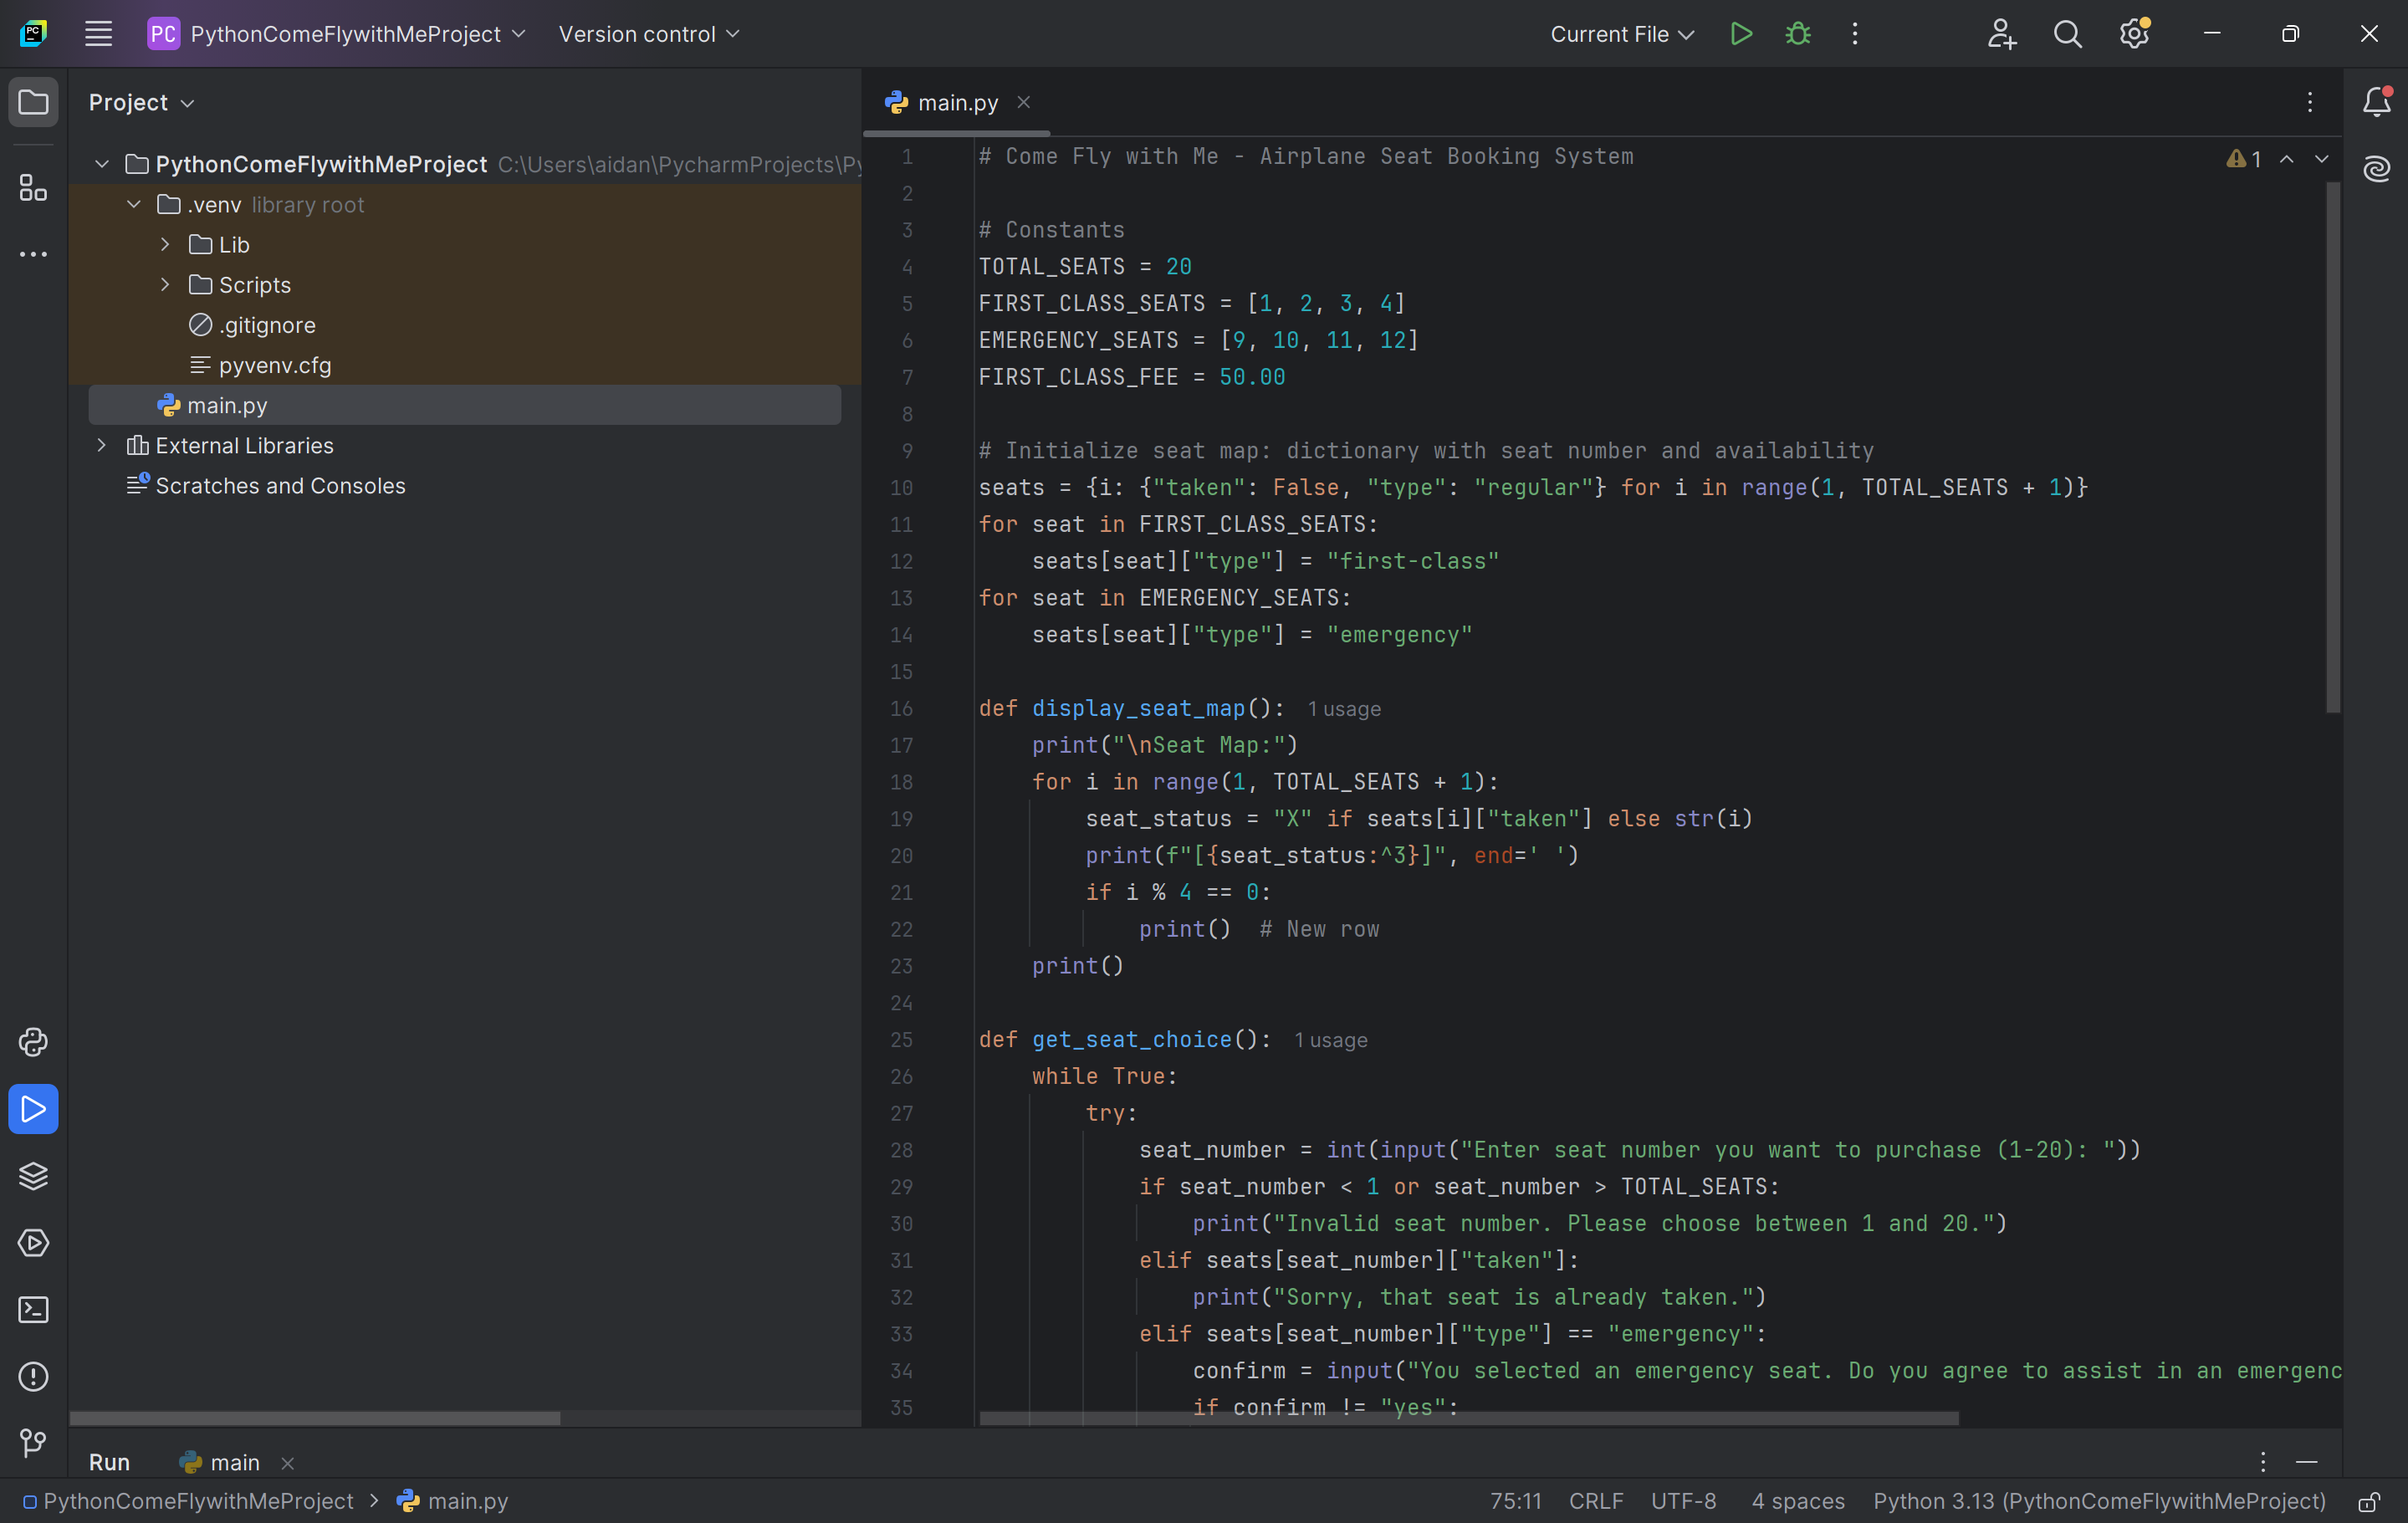 PC PythonComeFlywithMeProject Version control Current File
Project
PythonComeFlywithMeProject C:\Users\aidan\PycharmProjects\Py
.venv library root
Lib
Scripts
.gitignore
pyvenv.cfg
main.py
External Libraries
Scratches and Consoles
main.py
1
1 # Come Fly with Me - Airplane Seat Booking System
2
3 # Constants
4 TOTAL_SEATS = 20
5 FIRST_CLASS_SEATS = [1, 2, 3, 4]
6 EMERGENCY_SEATS = [9, 10, 11, 12]
7 FIRST_CLASS_FEE = 50.00
8
9 # Initialize seat map: dictionary with seat number and availability
10 seats = {i: {"taken": False, "type": "regular"} for i in range(1, TOTAL_SEATS + 1)}
11 for seat in FIRST_CLASS_SEATS:
12     seats[seat]["type"] = "first-class"
13 for seat in EMERGENCY_SEATS:
14     seats[seat]["type"] = "emergency"
15
16 def display_seat_map(): 1 usage
17     print("\nSeat Map:")
18     for i in range(1, TOTAL_SEATS + 1):
19         seat_status = "X" if seats[i]["taken"] else str(i)
20         print(f"[{seat_status:^3}]", end=' ')
21         if i % 4 == 0:
22             print()  # New row
23     print()
24
25 def get_seat_choice(): 1 usage
26     while True:
27         try:
28             seat_number = int(input("Enter seat number you want to purchase (1-20): "))
29             if seat_number < 1 or seat_number > TOTAL_SEATS:
30                 print("Invalid seat number. Please choose between 1 and 20.")
31             elif seats[seat_number]["taken"]:
32                 print("Sorry, that seat is already taken.")
33             elif seats[seat_number]["type"] == "emergency":
34                 confirm = input("You selected an emergency seat. Do you agree to assist in an emergenc
35                 if confirm != "yes":
Run main
PythonComeFlywithMeProject > main.py 75:11 CRLF UTF-8 4 spaces Python 3.13 (PythonComeFlywithMeProject)